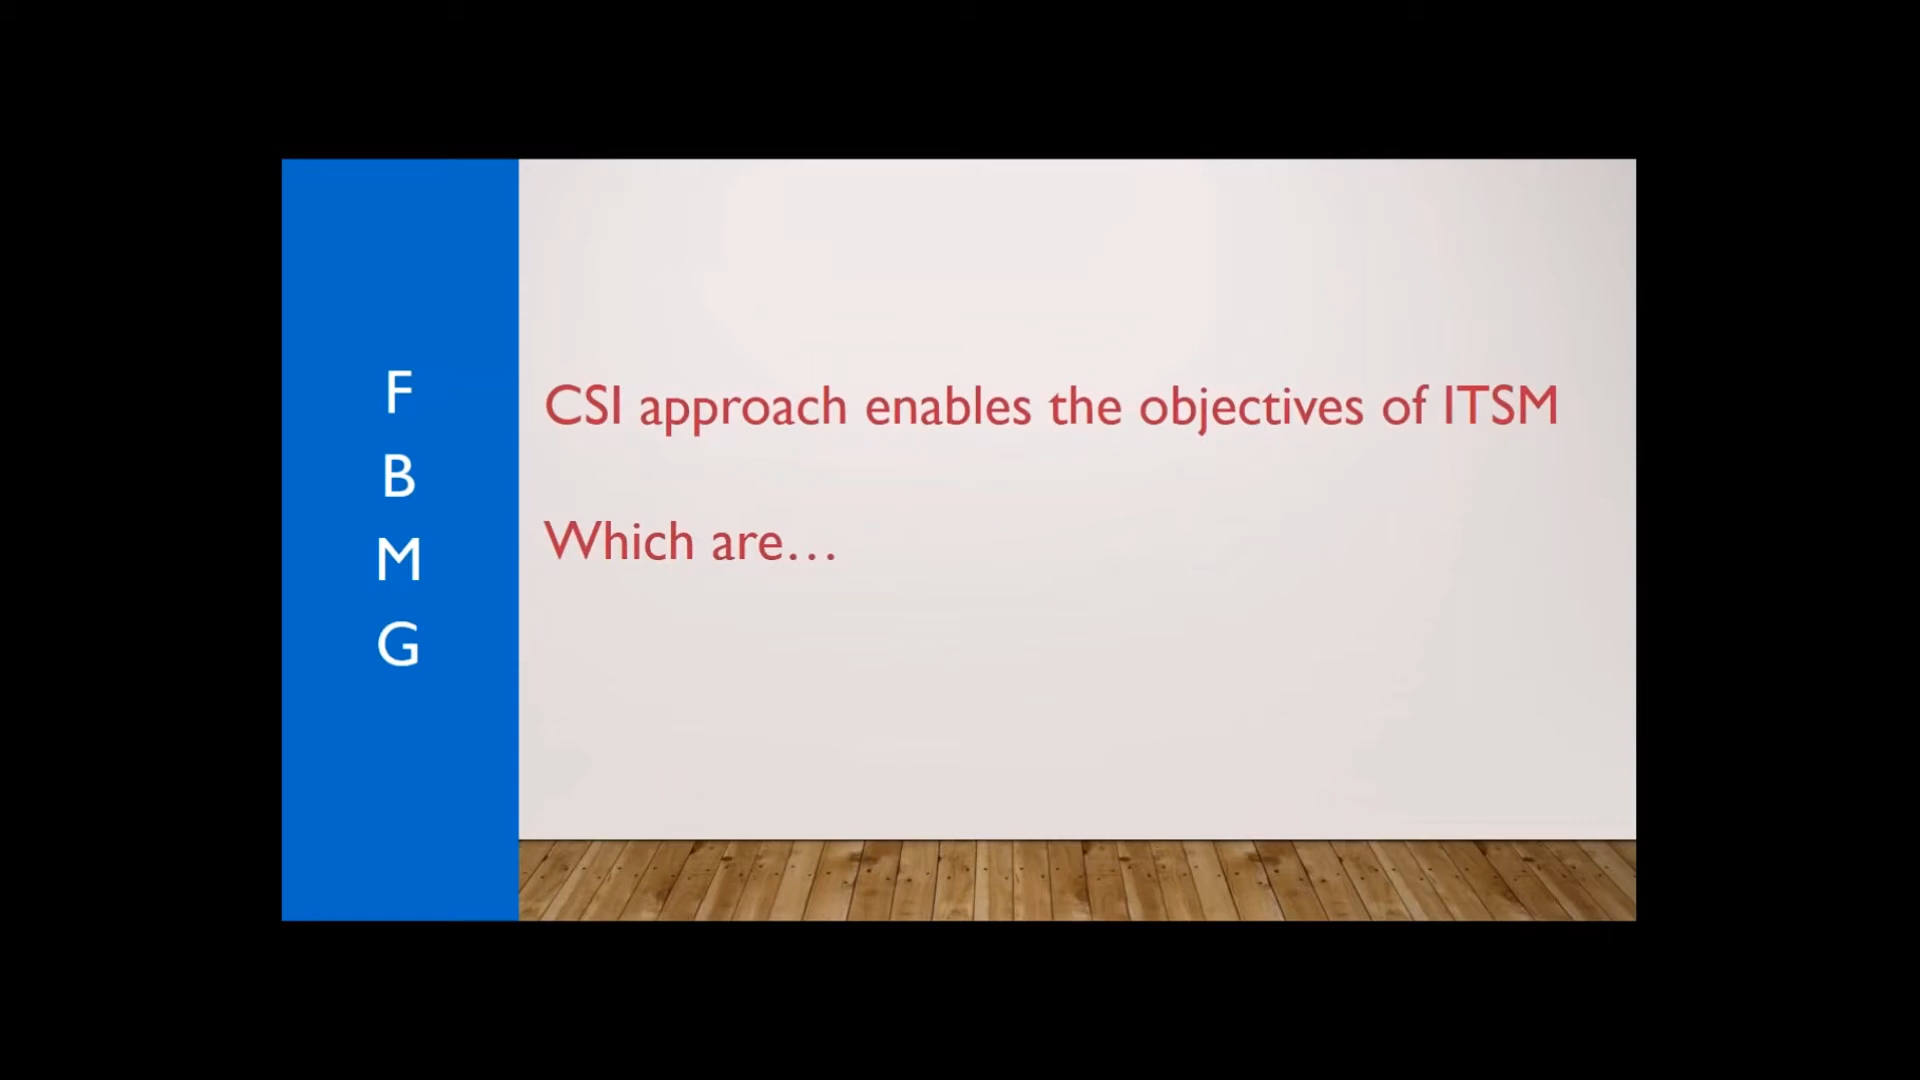 F
B
M
G
CSI approach enables the objectives of ITSM
Which are…